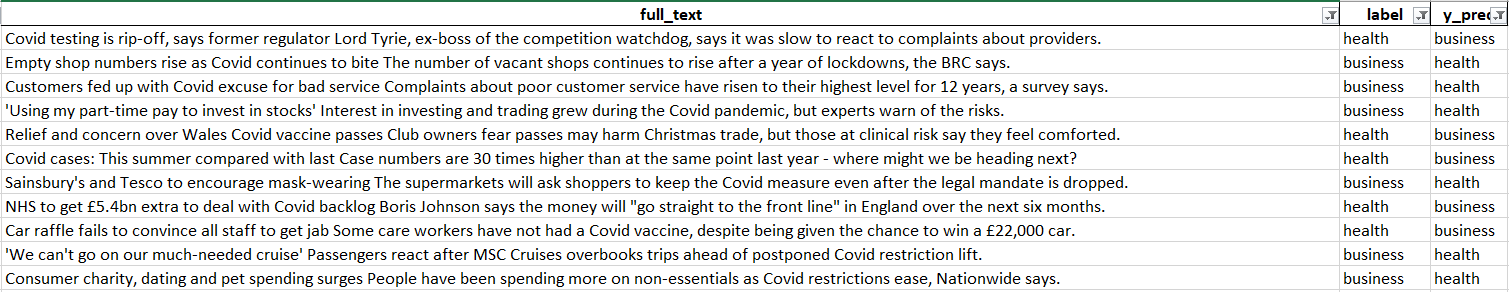 full_text label y_pred
Covid testing is rip-off, says former regulator Lord Tyrie, ex-boss of the competition watchdog, says it was slow to react to complaints about providers. health business
Empty shop numbers rise as Covid continues to bite The number of vacant shops continues to rise after a year of lockdowns, the BRC says. business health
Customers fed up with Covid excuse for bad service Complaints about poor customer service have risen to their highest level for 12 years, a survey says. business health
'Using my part-time pay to invest in stocks' Interest in investing and trading grew during the Covid pandemic, but experts warn of the risks. business health
Relief and concern over Wales Covid vaccine passes Club owners fear passes may harm Christmas trade, but those at clinical risk say they feel comforted. health business
Covid cases: This summer compared with last Case numbers are 30 times higher than at the same point last year - where might we be heading next? health business
Sainsbury's and Tesco to encourage mask-wearing The supermarkets will ask shoppers to keep the Covid measure even after the legal mandate is dropped. business health
NHS to get £5.4bn extra to deal with Covid backlog Boris Johnson says the money will "go straight to the front line" in England over the next six months. health business
Car raffle fails to convince all staff to get jab Some care workers have not had a Covid vaccine, despite being given the chance to win a £22,000 car. health business
'We can't go on our much-needed cruise' Passengers react after MSC Cruises overbooks trips ahead of postponed Covid restriction lift. business health
Consumer charity, dating and pet spending surges People have been spending more on non-essentials as Covid restrictions ease, Nationwide says. business health